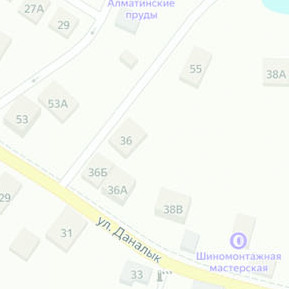 Алматинские
пруды
27А
29
55
38А
53А
53
36
36Б
36А
29
38В
ул. Даналык
31
Шиномонтажная
мастерская
33